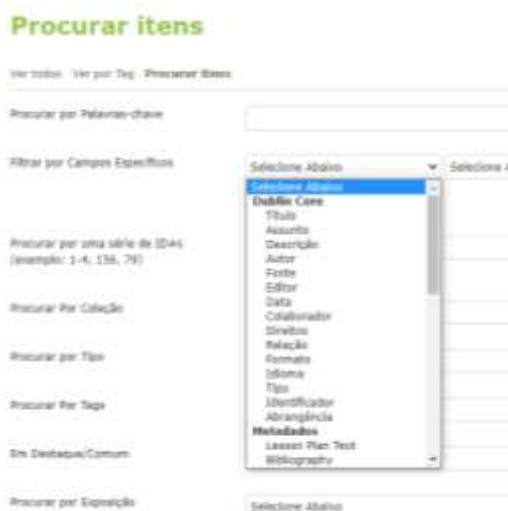 Procurar itens
Ver todos Ver por Tag Procurar Itens
Procurar por Palavras-chave
Filtrar por Campos Específicos
Selecione Abaixo
Selecione A
Selecione Abaixo
Dublin Core
Título
Assunto
Descrição
Autor
Fonte
Editor
Data
Colaborador
Direitos
Relação
Formato
Idioma
Tipo
Identificador
Abrangência
Metadados
Lesson Plan Text
Bibliography
Procurar por uma série de ID#s
(exemplo: 1-4, 156, 79)
Procurar Por Coleção
Procurar por Tipo
Procurar Por Tags
Em Destaque/Comum
Procurar por Exposição
Selecione Abaixo